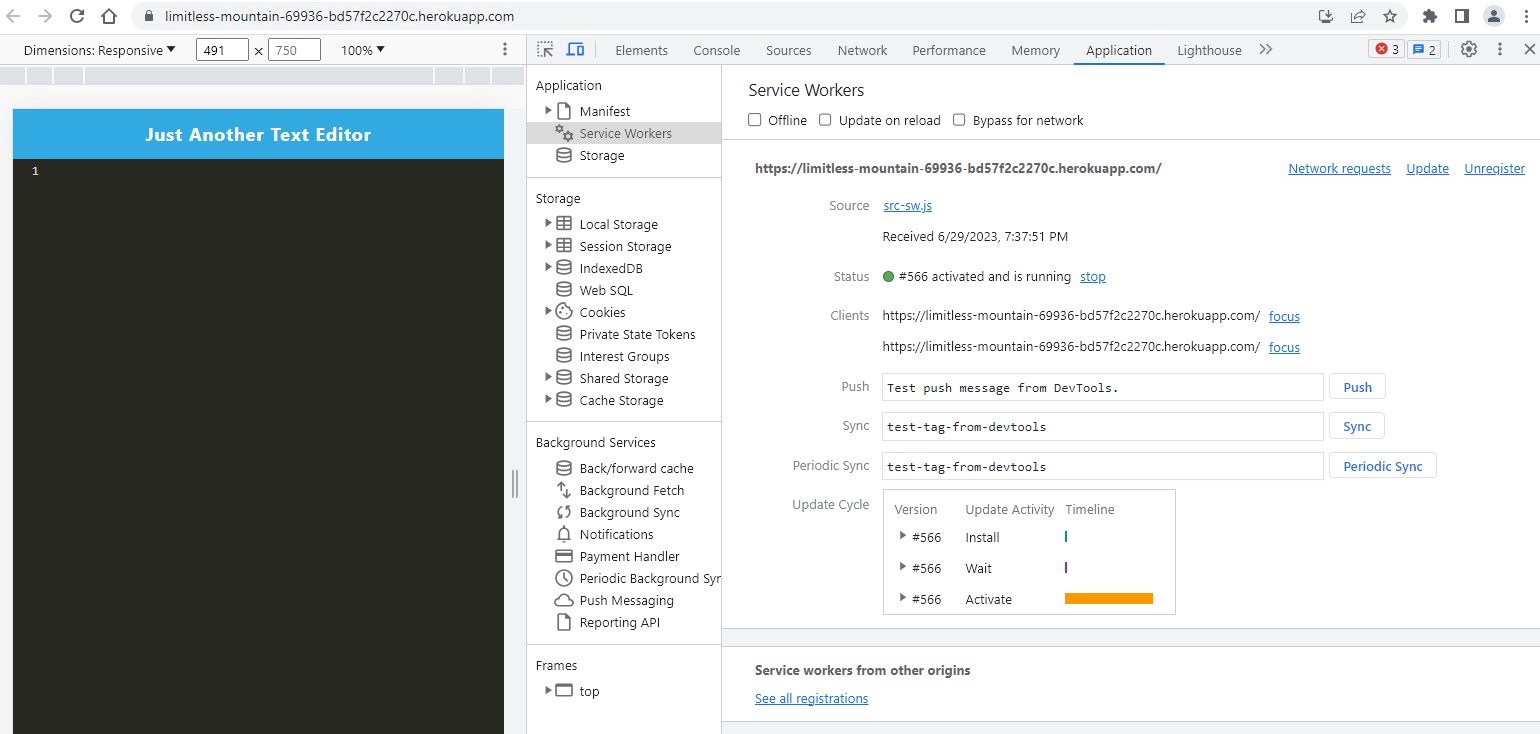 limitless-mountain-69936-bd57f2c2270c.herokuapp.com
Dimensions: Responsive 491 × 750 100%
Elements Console Sources Network Performance Memory Application Lighthouse 3 2
Just Another Text Editor
1
Application
Manifest
Service Workers
Storage
Storage
Local Storage
Session Storage
IndexedDB
Web SQL
Cookies
Private State Tokens
Interest Groups
Shared Storage
Cache Storage
Background Services
Back/forward cache
Background Fetch
Background Sync
Notifications
Payment Handler
Periodic Background Syn
Push Messaging
Reporting API
Frames
top
Service Workers
Offline Update on reload Bypass for network
https://limitless-mountain-69936-bd57f2c2270c.herokuapp.com/ Network requests Update Unregister
Source src-sw.js
Received 6/29/2023, 7:37:51 PM
Status #566 activated and is running stop
Clients https://limitless-mountain-69936-bd57f2c2270c.herokuapp.com/ focus
https://limitless-mountain-69936-bd57f2c2270c.herokuapp.com/ focus
Push Test push message from DevTools. Push
Sync test-tag-from-devtools Sync
Periodic Sync test-tag-from-devtools Periodic Sync
Update Cycle Version Update Activity Timeline
#566 Install
#566 Wait
#566 Activate
Service workers from other origins
See all registrations